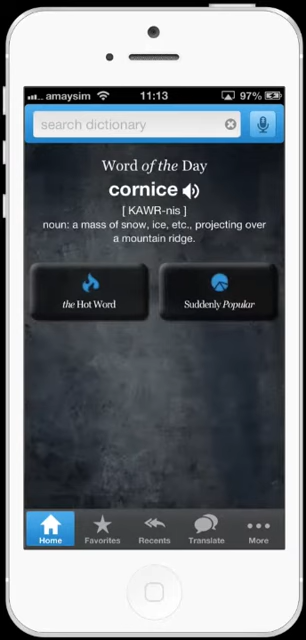 amaysim 11:13 97%
search dictionary
Word of the Day
cornice
[ KAWR-nis ]
noun: a mass of snow, ice, etc., projecting over
a mountain ridge.
the Hot Word
Suddenly Popular
Home Favorites Recents Translate More